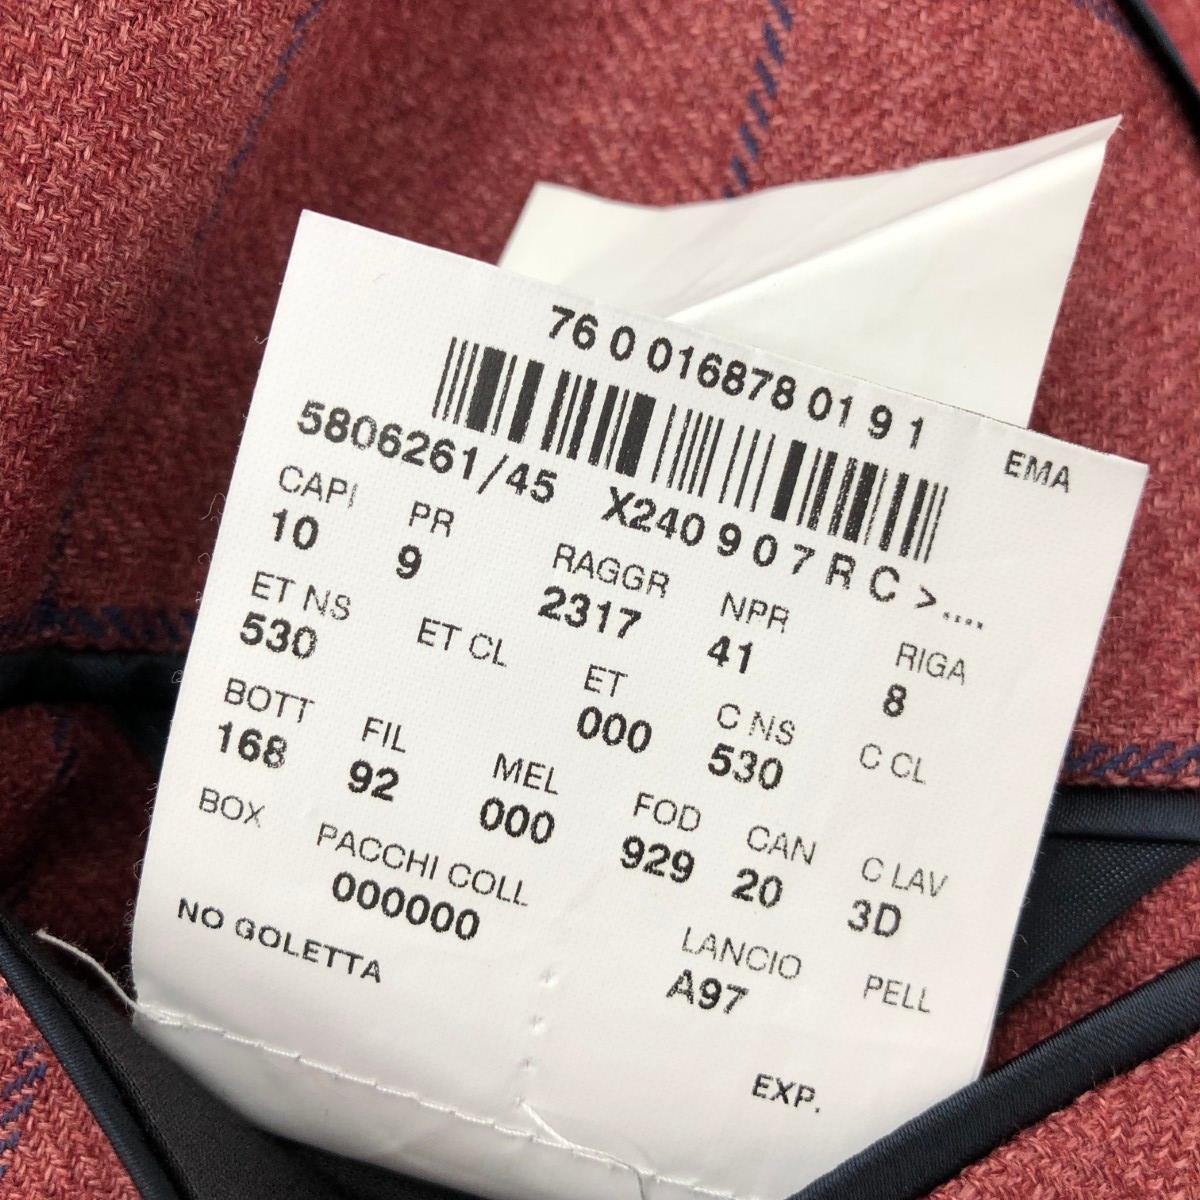 76 0 016878 01 9 1
EMA
5806261/45 X240 9 0 7 R C >....
CAPI PR RAGGR NPR RIGA
10 9 2317 41 8
ET NS ET CL ET C NS C CL
530 000 530
BOTT FIL MEL FOD CAN C LAV
168 92 000 929 20 3D
BOX PACCHI COLL LANCIO PELL
000000 A97
NO GOLETTA
EXP.